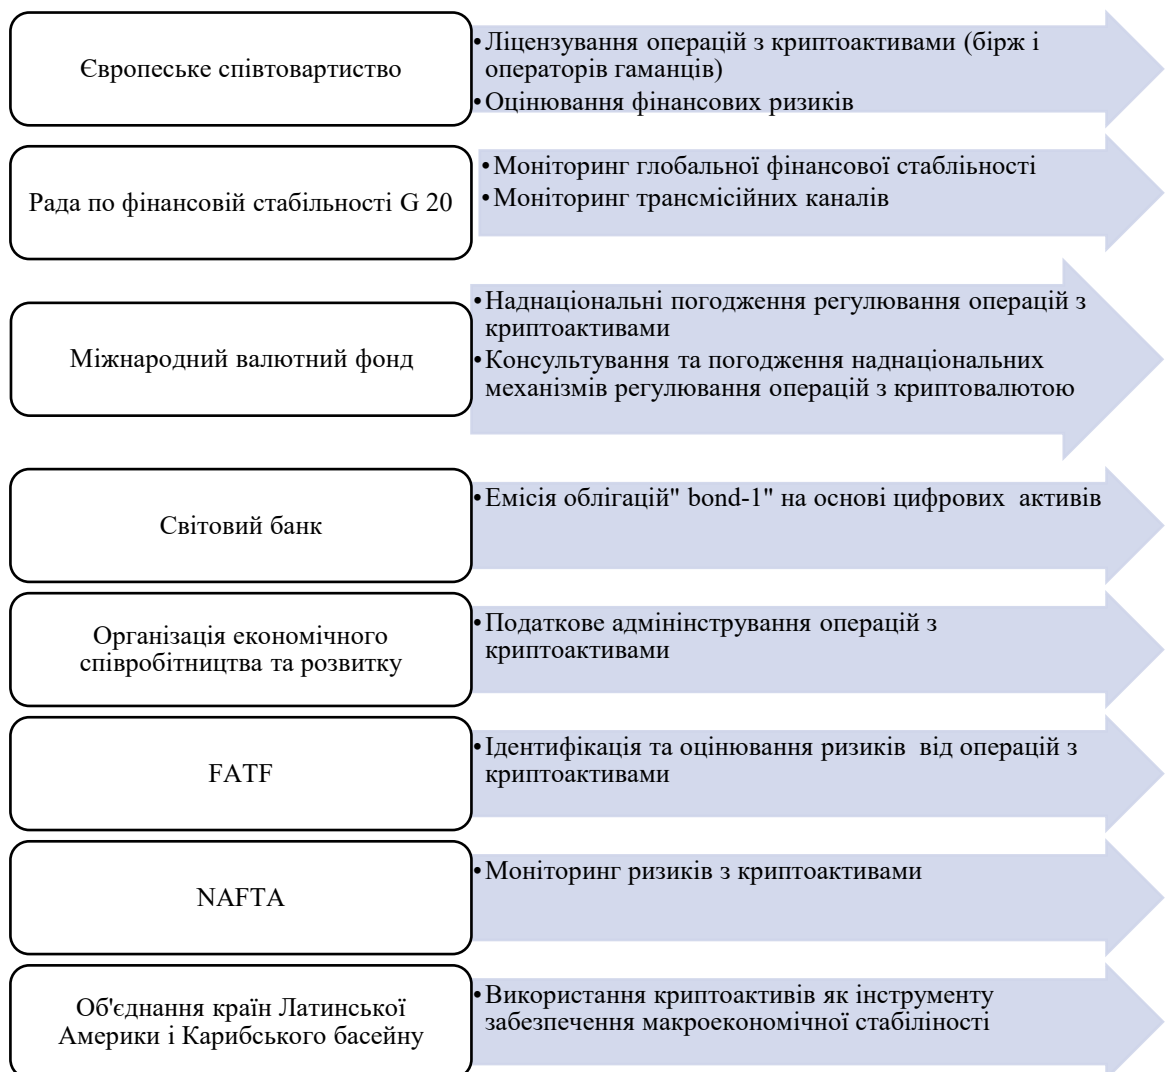 Європеське співтовартиство
•Ліцензування операцій з криптоактивами (бірж і
операторів гаманців)
•Оцінювання фінансових ризиків
Рада по фінансовій стабільності G 20
•Моніторинг глобальної фінансової стабліьності
•Моніторинг трансмісійних каналів
Міжнародний валютний фонд
•Наднаціональні погодження регулювання операцій з
криптоактивами
•Консультування та погодження наднаціональних
механізмів регулювання операцій з криптовалютою
Світовий банк
•Емісія облігацій" bond-1" на основі цифрових активів
Організація економічного
співробітництва та розвитку
•Податкове адмінінстрування операцій з
криптоактивами
FATF
•Ідентифікація та оцінювання ризиків від операцій з
криптоактивами
NAFTA
•Моніторинг ризиків з криптоактивами
Об'єднання країн Латинської
Америки і Карибського басейну
•Використання криптоактивів як інструменту
забезпечення макроекономічної стабіліності